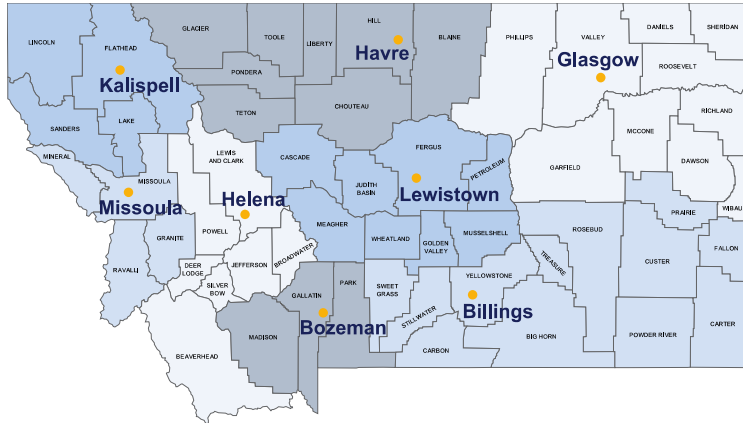 LINCOLN
FLATHEAD
GLACIER
TOOLE
LIBERTY
HILL
BLAINE
PHILLIPS
VALLEY
DANIELS
SHERIDAN
Kalispell
Havre
Glasgow
PONDERA
ROOSEVELT
TETON
CHOUTEAU
RICHLAND
SANDERS
LAKE
MCCONE
MINERAL
MISSOULA
LEWIS
AND CLARK
CASCADE
FERGUS
PETROLEUM
GARFIELD
DAWSON
JUDITH
BASIN
Missoula
Helena
Lewistown
WIBAU
PRAIRIE
GRANITE
POWELL
MEAGHER
WHEATLAND
GOLDEN
VALLEY
MUSSELSHELL
ROSEBUD
FALLON
RAVALLI
DEER
LODGE
JEFFERSON
BROADWATER
TREASURE
CUSTER
SILVER
BOW
GALLATIN
PARK
SWEET
GRASS
YELLOWSTONE
Bozeman
STILLWATER
Billings
BEAVERHEAD
MADISON
CARBON
BIG HORN
POWDER RIVER
CARTER